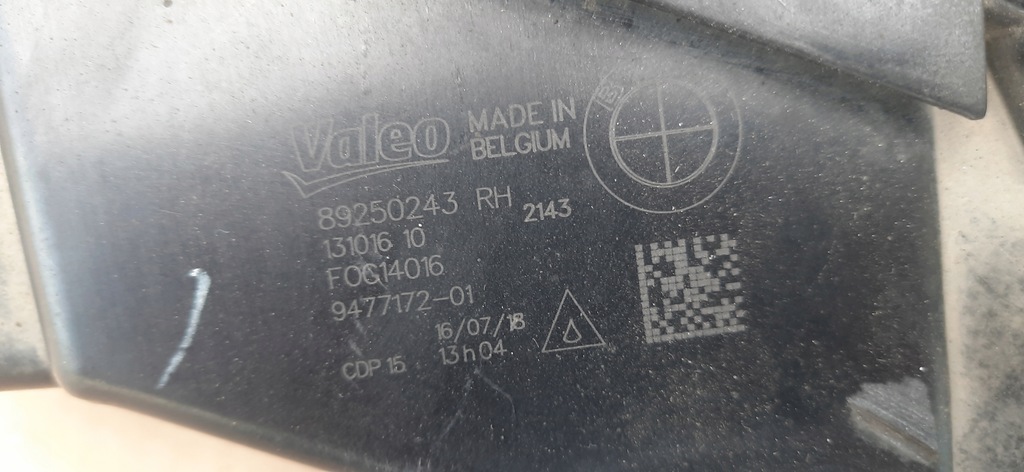 Valeo
MADE IN
BELGIUM
89250243 RH 2143
131016 10
FOG14016
9477172-01
16/07/18
CDP 15 13h04